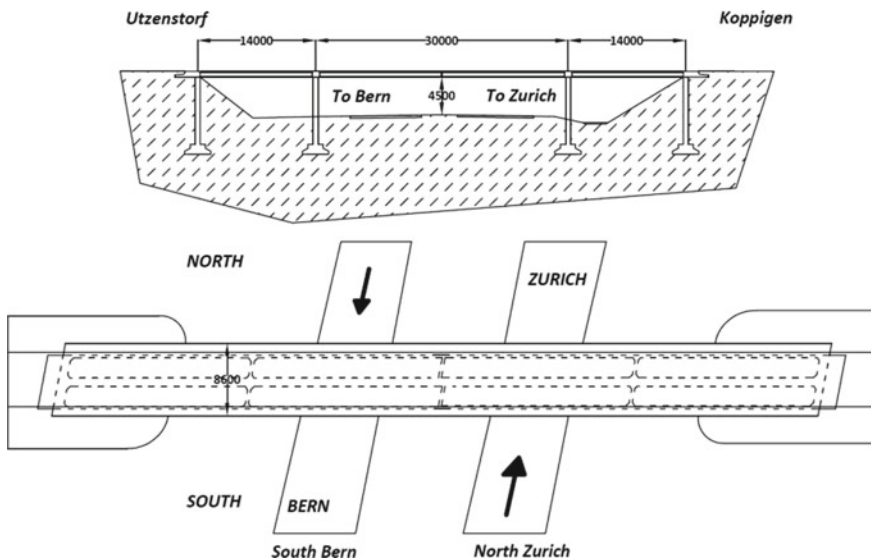 Utzenstorf
Koppigen
14000
30000
14000
To Bern
4500
To Zurich
NORTH
ZURICH
8600
SOUTH
BERN
South Bern
North Zurich